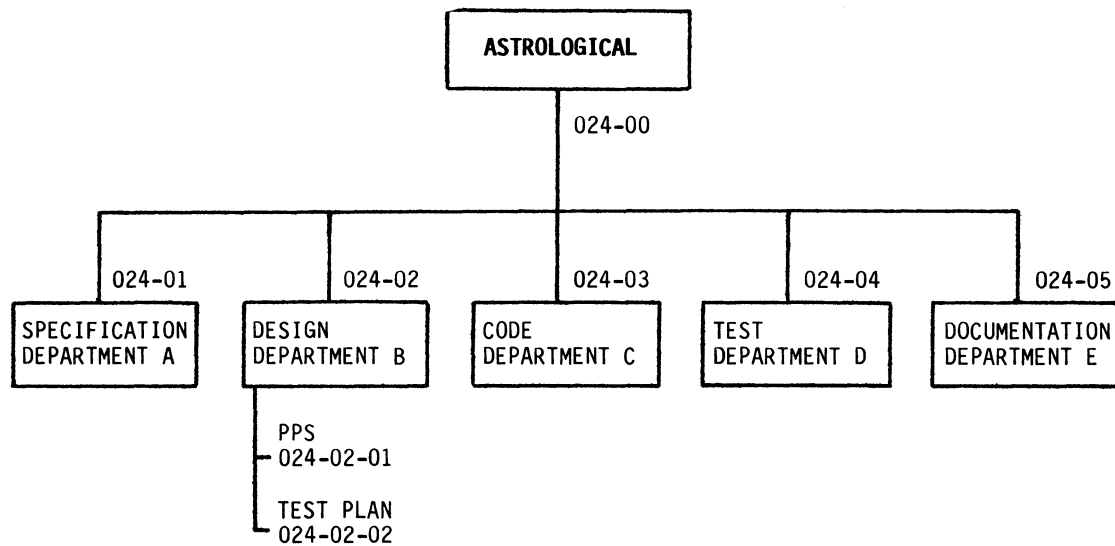 ASTROLOGICAL
024-00
024-01
024-02
024-03
024-04
024-05
SPECIFICATION
DEPARTMENT A
DESIGN
DEPARTMENT B
CODE
DEPARTMENT C
TEST
DEPARTMENT D
DOCUMENTATION
DEPARTMENT E
PPS
024-02-01
TEST PLAN
024-02-02